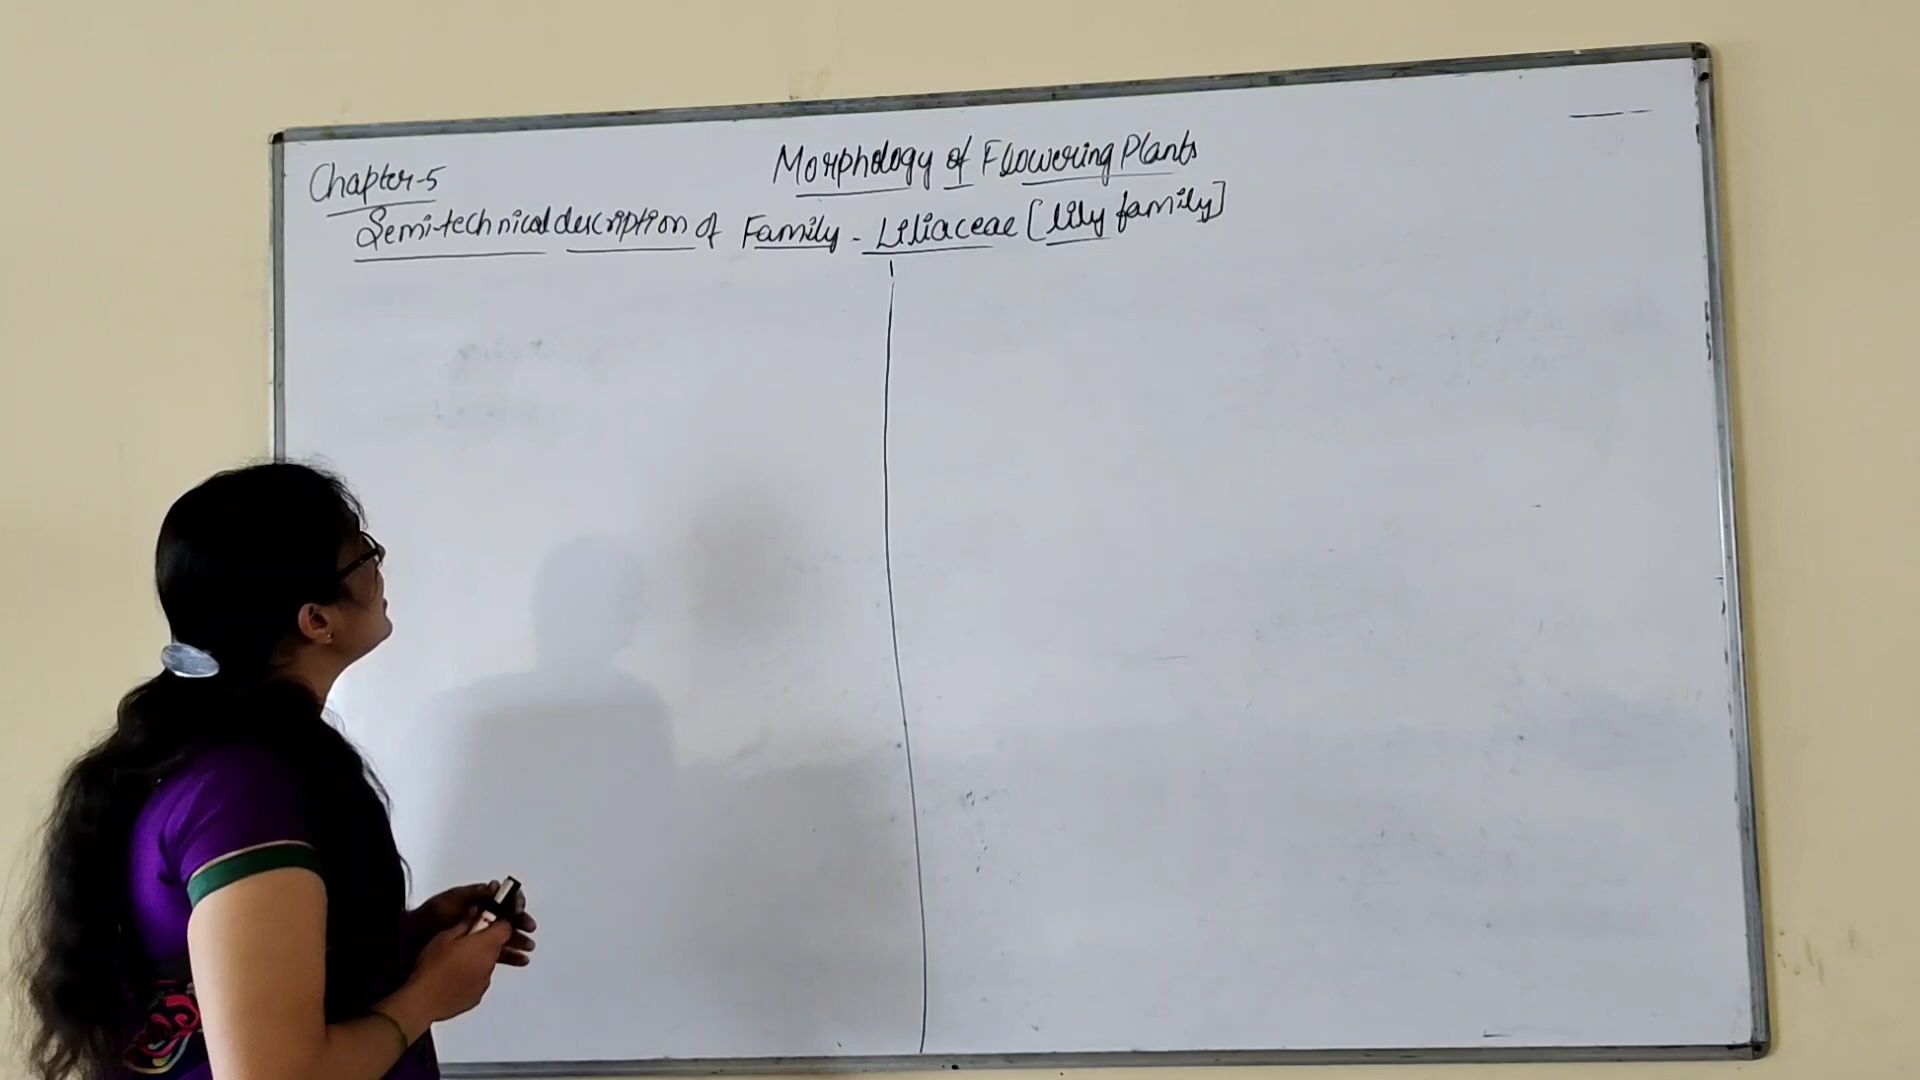 Chapter-5
Morphology of Flowering Plants
Semi-technical description of Family - Liliaceae [lily family]